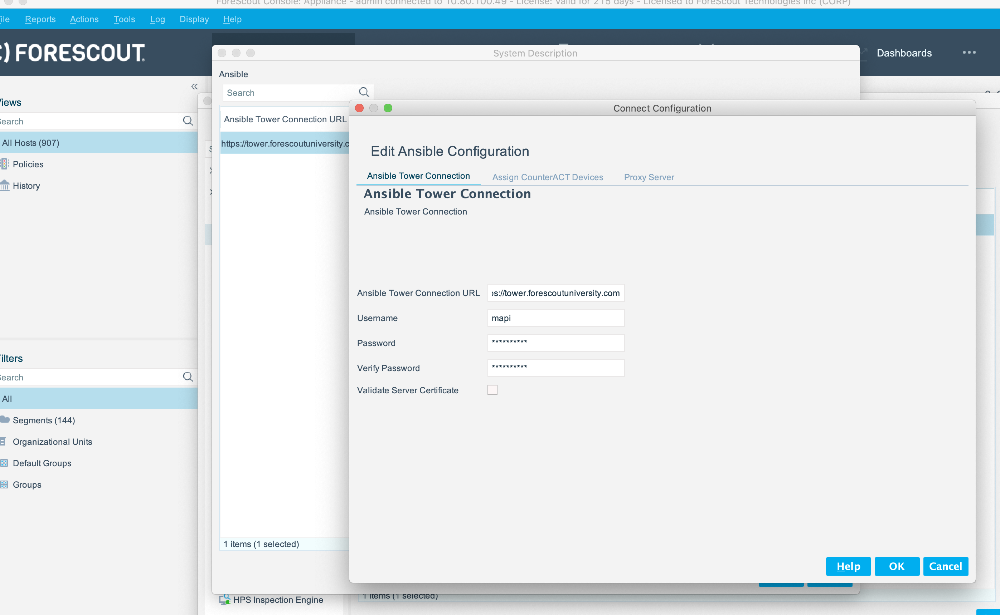 ForeScout Console: Appliance - admin connected to 10.80.100.49 - License: Valid for 215 days - Licensed to ForeScout Technologies Inc (CORP)
ile Reports Actions Tools Log Display Help
FORESCOUT
Dashboards
iews
earch
All Hosts (907)
Policies
History
ilters
earch
All
Segments (144)
Organizational Units
Default Groups
Groups
System Description
Ansible
Search
Ansible Tower Connection URL
https://tower.forescoutuniversity.c
1 items (1 selected)
HPS Inspection Engine
1 items (1 selected)
Connect Configuration
Edit Ansible Configuration
Ansible Tower Connection Assign CounterACT Devices Proxy Server
Ansible Tower Connection
Ansible Tower Connection
Ansible Tower Connection URL ps://tower.forescoutuniversity.com
Username mapi
Password **********
Verify Password **********
Validate Server Certificate
Help OK Cancel